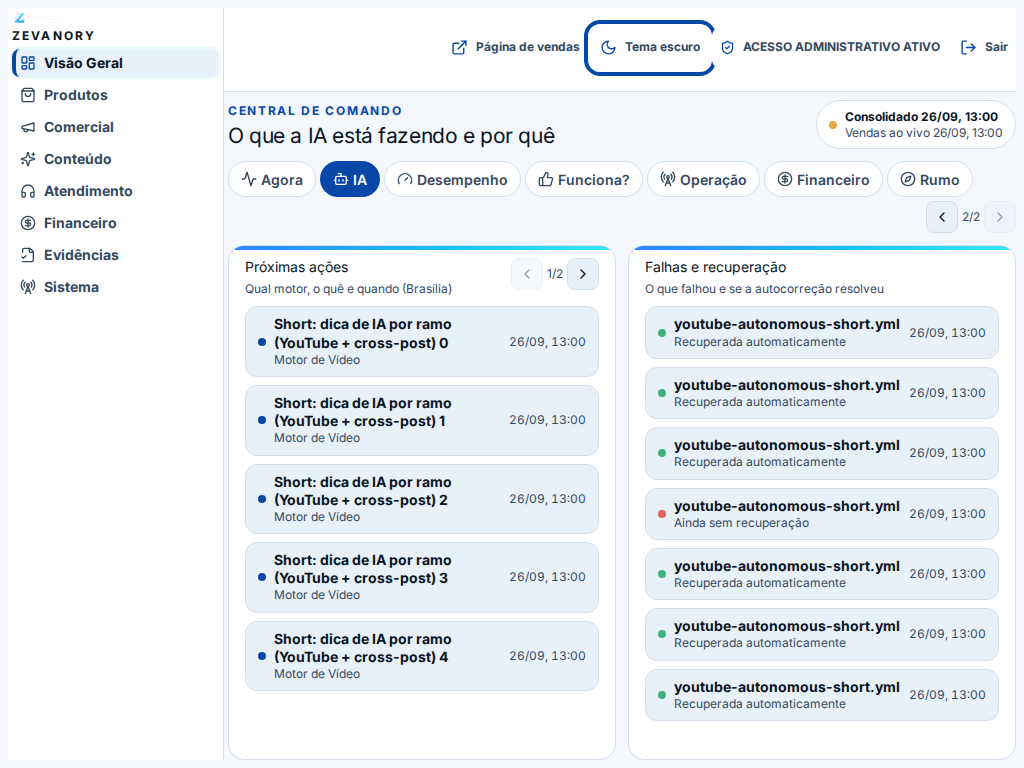 ZEVANORY
Visão Geral
Produtos
Comercial
Conteúdo
Atendimento
Financeiro
Evidências
Sistema
Página de vendas
Tema escuro
ACESSO ADMINISTRATIVO ATIVO
Sair
CENTRAL DE COMANDO
O que a IA está fazendo e por quê
Consolidado 26/09, 13:00
Vendas ao vivo 26/09, 13:00
Agora
IA
Desempenho
Funciona?
Operação
Financeiro
Rumo
2/2
Próximas ações
Qual motor, o quê e quando (Brasília)
1/2
Short: dica de IA por ramo
(YouTube + cross-post) 0
Motor de Vídeo
26/09, 13:00
Short: dica de IA por ramo
(YouTube + cross-post) 1
Motor de Vídeo
26/09, 13:00
Short: dica de IA por ramo
(YouTube + cross-post) 2
Motor de Vídeo
26/09, 13:00
Short: dica de IA por ramo
(YouTube + cross-post) 3
Motor de Vídeo
26/09, 13:00
Short: dica de IA por ramo
(YouTube + cross-post) 4
Motor de Vídeo
26/09, 13:00
Falhas e recuperação
O que falhou e se a autocorreção resolveu
youtube-autonomous-short.yml
Recuperada automaticamente
26/09, 13:00
youtube-autonomous-short.yml
Recuperada automaticamente
26/09, 13:00
youtube-autonomous-short.yml
Recuperada automaticamente
26/09, 13:00
youtube-autonomous-short.yml
Ainda sem recuperação
26/09, 13:00
youtube-autonomous-short.yml
Recuperada automaticamente
26/09, 13:00
youtube-autonomous-short.yml
Recuperada automaticamente
26/09, 13:00
youtube-autonomous-short.yml
Recuperada automaticamente
26/09, 13:00